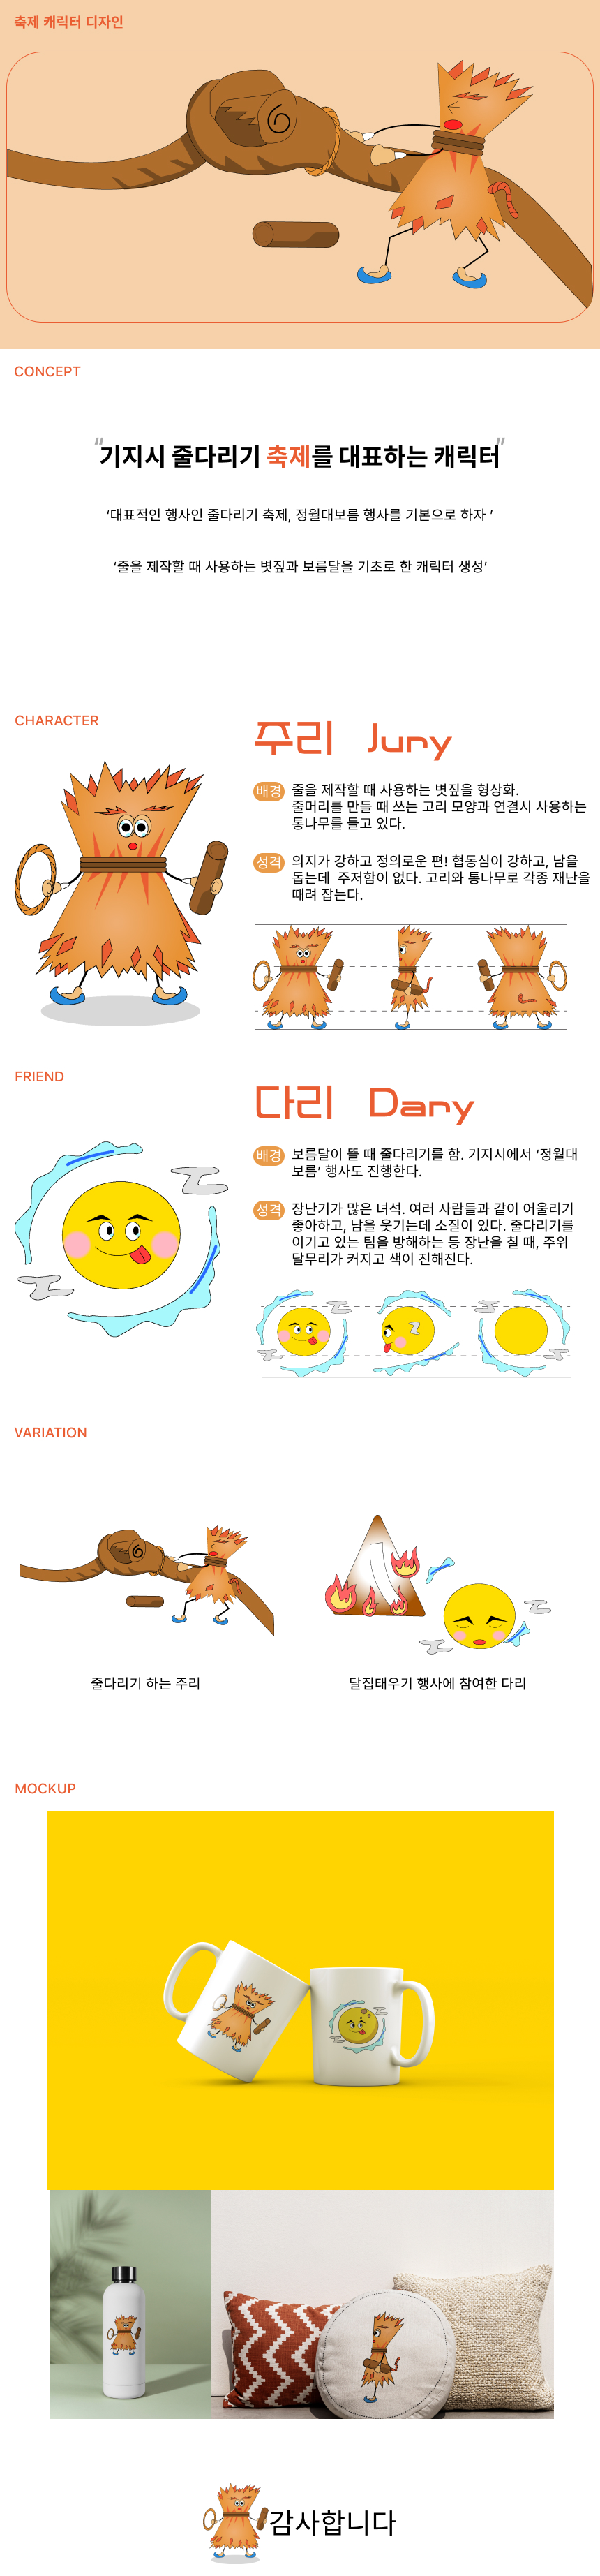 축제 캐릭터 디자인
CONCEPT
"기지시 줄다리기 축제를 대표하는 캐릭터"
‘대표적인 행사인 줄다리기 축제, 정월대보름 행사를 기본으로 하자 ’
‘줄을 제작할 때 사용하는 볏짚과 보름달을 기초로 한 캐릭터 생성’
CHARACTER
주리 Jury
배경 줄을 제작할 때 사용하는 볏짚을 형상화.
줄머리를 만들 때 쓰는 고리 모양과 연결시 사용하는
통나무를 들고 있다.
성격 의지가 강하고 정의로운 편! 협동심이 강하고, 남을
돕는데 주저함이 없다. 고리와 통나무로 각종 재난을
때려 잡는다.
FRIEND
다리 Dary
배경 보름달이 뜰 때 줄다리기를 함. 기지시에서 ‘정월대
보름’ 행사도 진행한다.
성격 장난기가 많은 녀석. 여러 사람들과 같이 어울리기
좋아하고, 남을 웃기는데 소질이 있다. 줄다리기를
이기고 있는 팀을 방해하는 등 장난을 칠 때, 주위
달무리가 커지고 색이 진해진다.
VARIATION
줄다리기 하는 주리
달집태우기 행사에 참여한 다리
MOCKUP
감사합니다